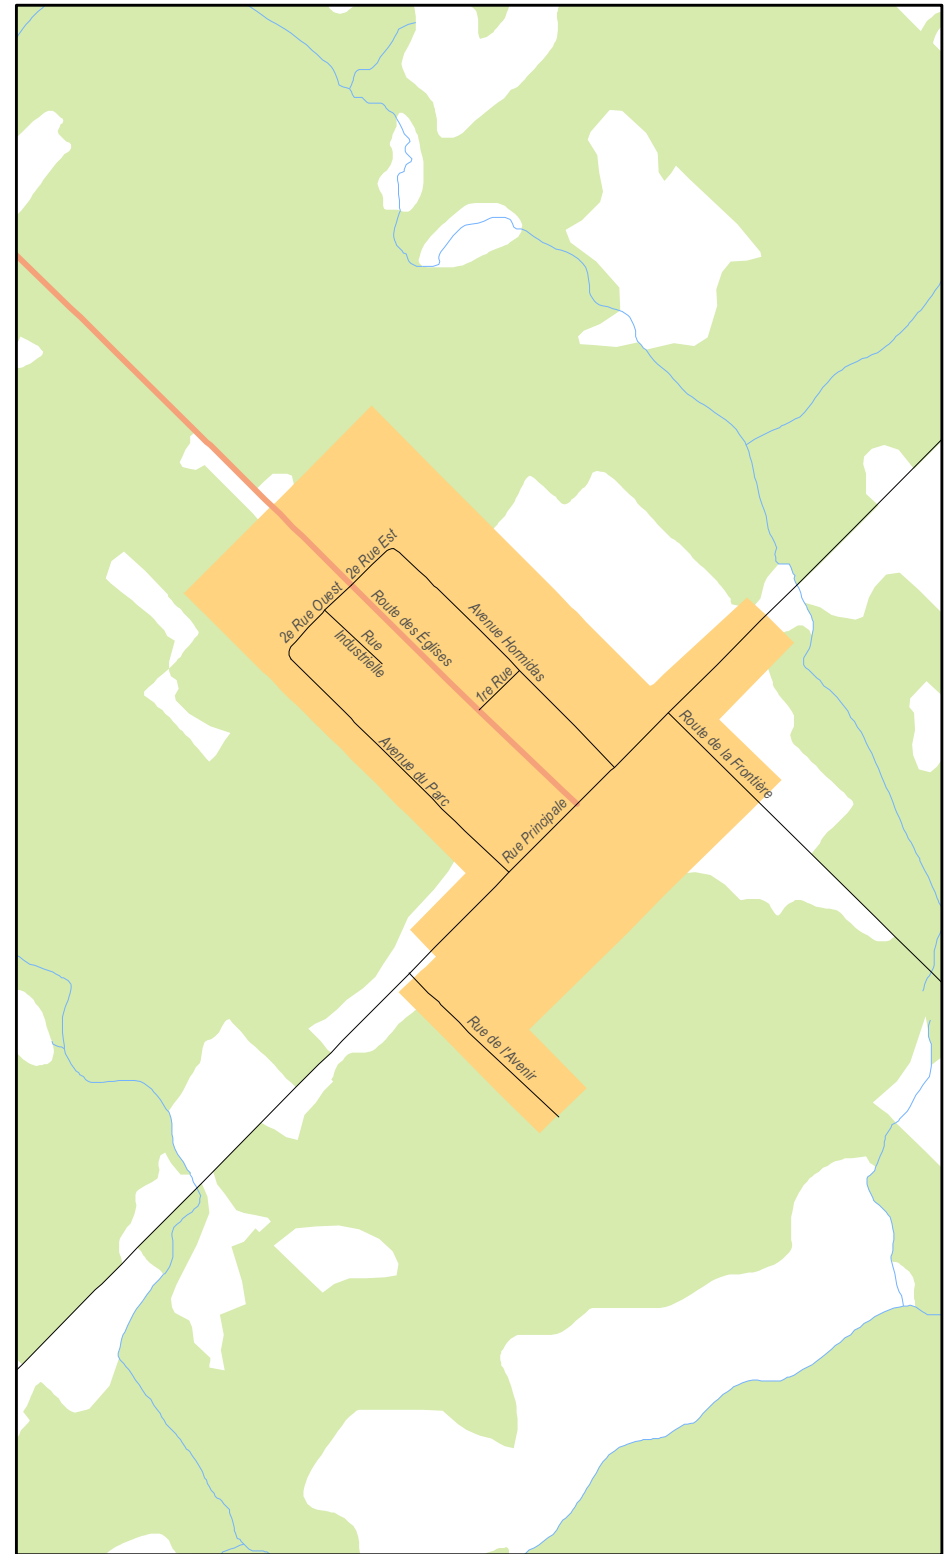 2e Rue Est
2e Rue Ouest
Route des Églises
Rue
Industrielle
Avenue Hormidas
1re Rue
Route de la Frontière
Avenue du Parc
Rue Principale
Rue de l'Avenir